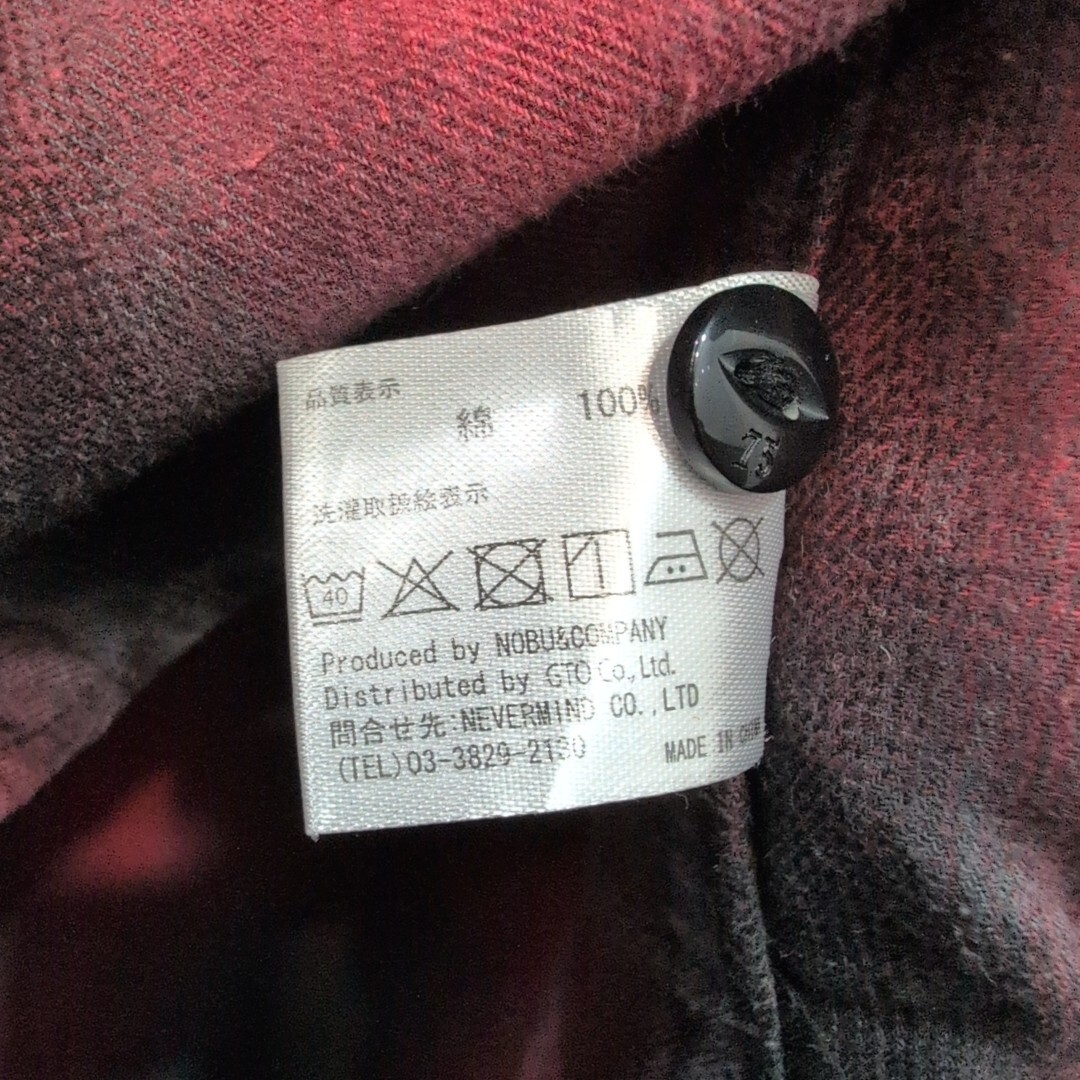 品質表示
綿 100%
75
洗濯取扱絵表示
40
Produced by NOBU&COMPANY
Distributed by GTO Co.,Ltd.
問合せ先:NEVERMIND CO.,LTD
(TEL)03-3829-2130
MADE IN CHINA